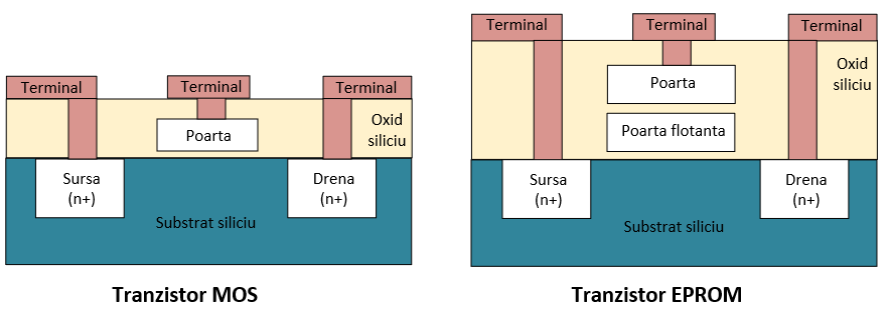 Terminal
Terminal
Terminal
Poarta
Oxid
siliciu
Sursa
(n+)
Drena
(n+)
Substrat siliciu
Tranzistor MOS
Terminal
Terminal
Terminal
Poarta
Oxid
siliciu
Poarta flotanta
Sursa
(n+)
Drena
(n+)
Substrat siliciu
Tranzistor EPROM